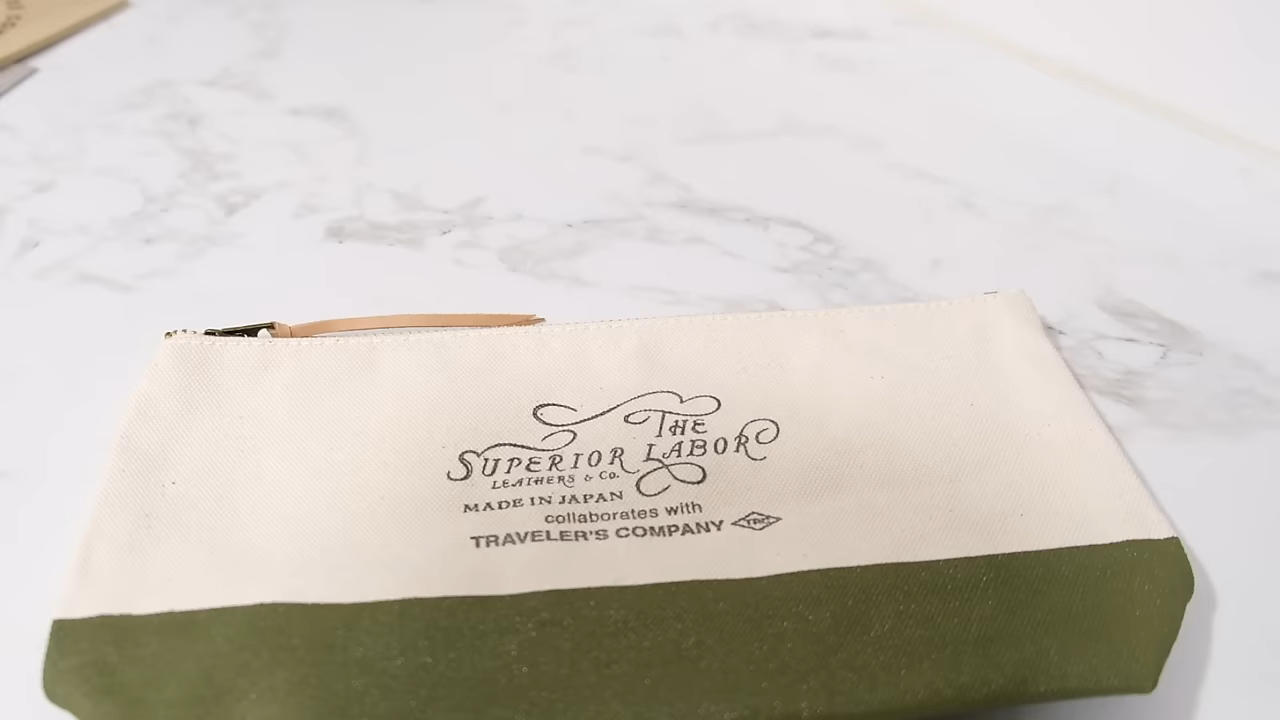 THE
SUPERIOR LABOR
LEATHERS & CO.
MADE IN JAPAN
collaborates with
TRAVELER'S COMPANY TRC